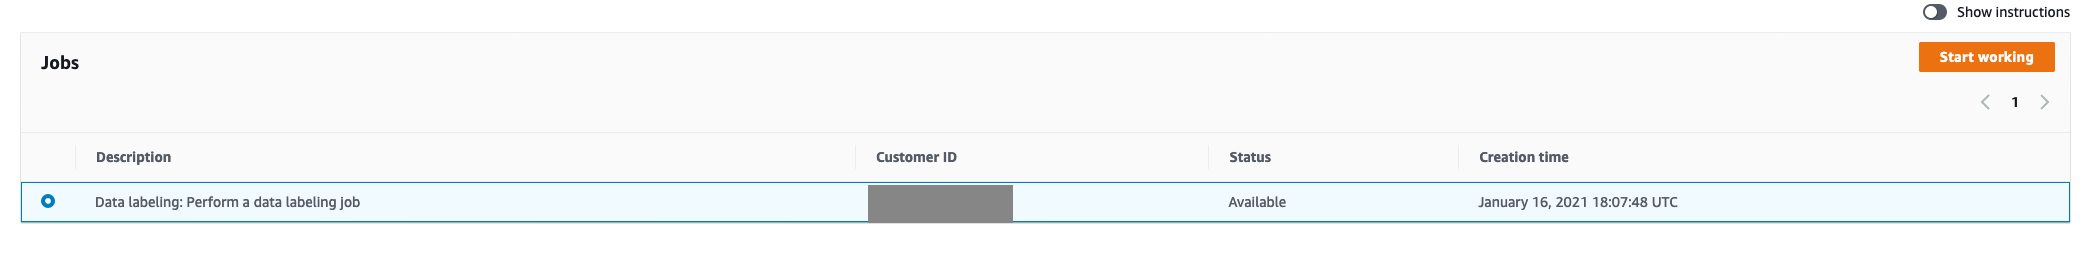 Show instructions
Jobs
Start working
1
Description Customer ID Status Creation time
Data labeling: Perform a data labeling job Available January 16, 2021 18:07:48 UTC